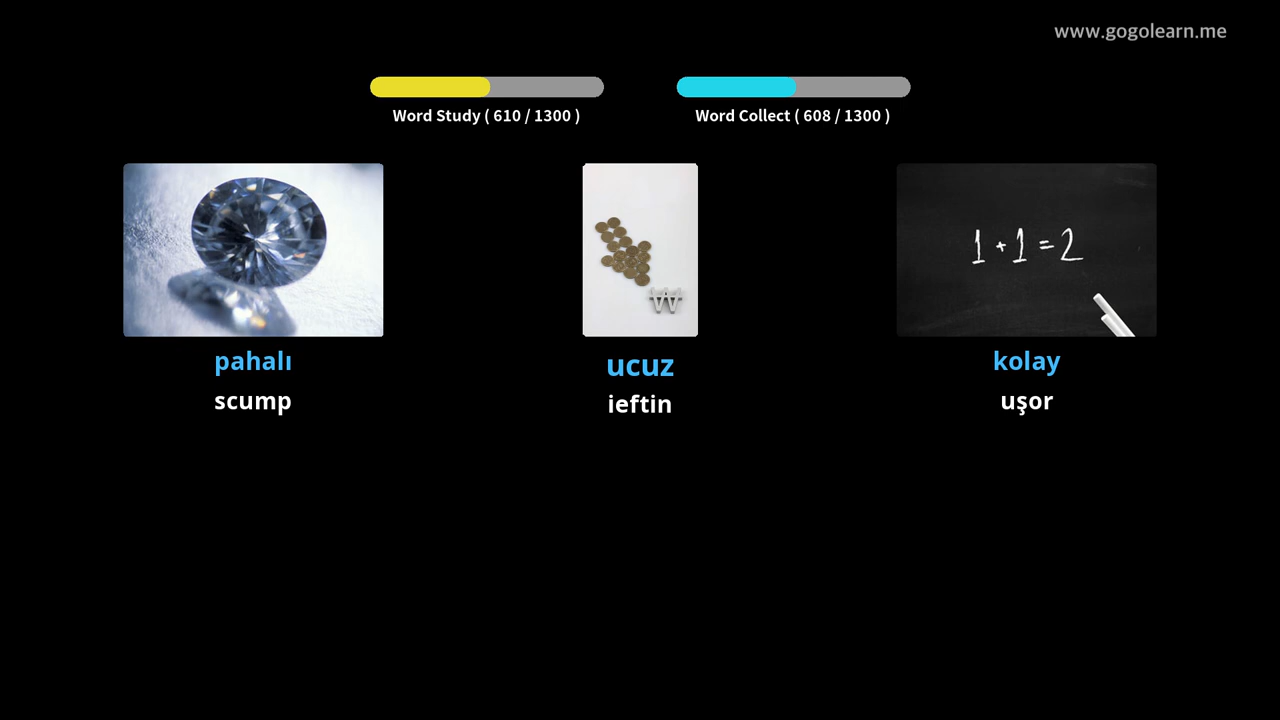 www.gogolearn.me
Word Study ( 610 / 1300 )
Word Collect ( 608 / 1300 )
1 + 1 = 2
₩
pahalı
ucuz
kolay
scump
ieftin
uşor